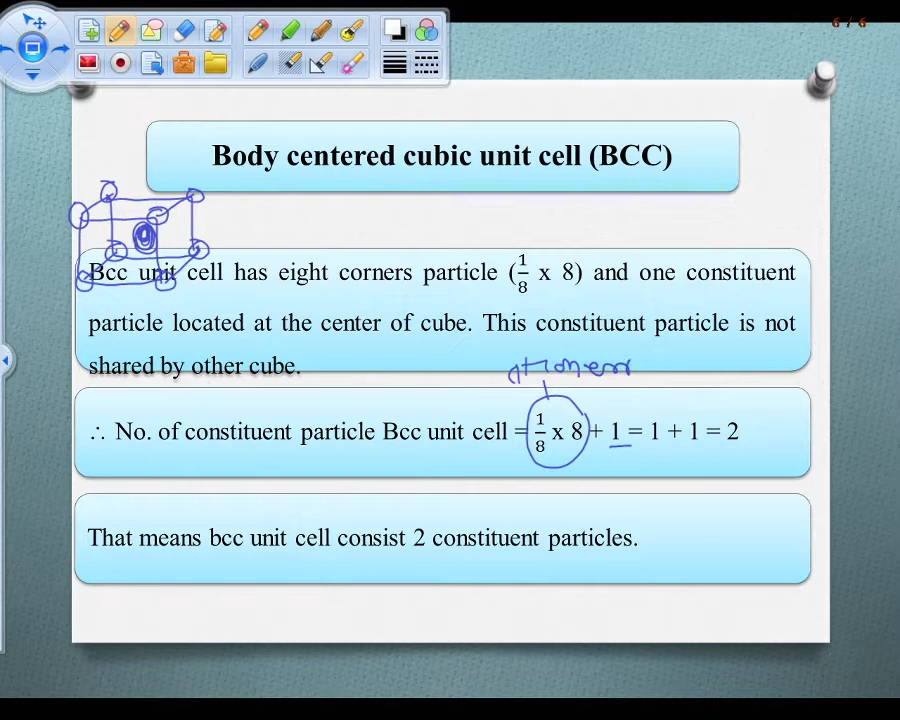 6 / 6
Body centered cubic unit cell (BCC)
Bcc unit cell has eight corners particle (1/8 x 8) and one constituent
particle located at the center of cube. This constituent particle is not
shared by other cube.
∴ No. of constituent particle Bcc unit cell = 1/8 x 8 + 1 = 1 + 1 = 2
That means bcc unit cell consist 2 constituent particles.